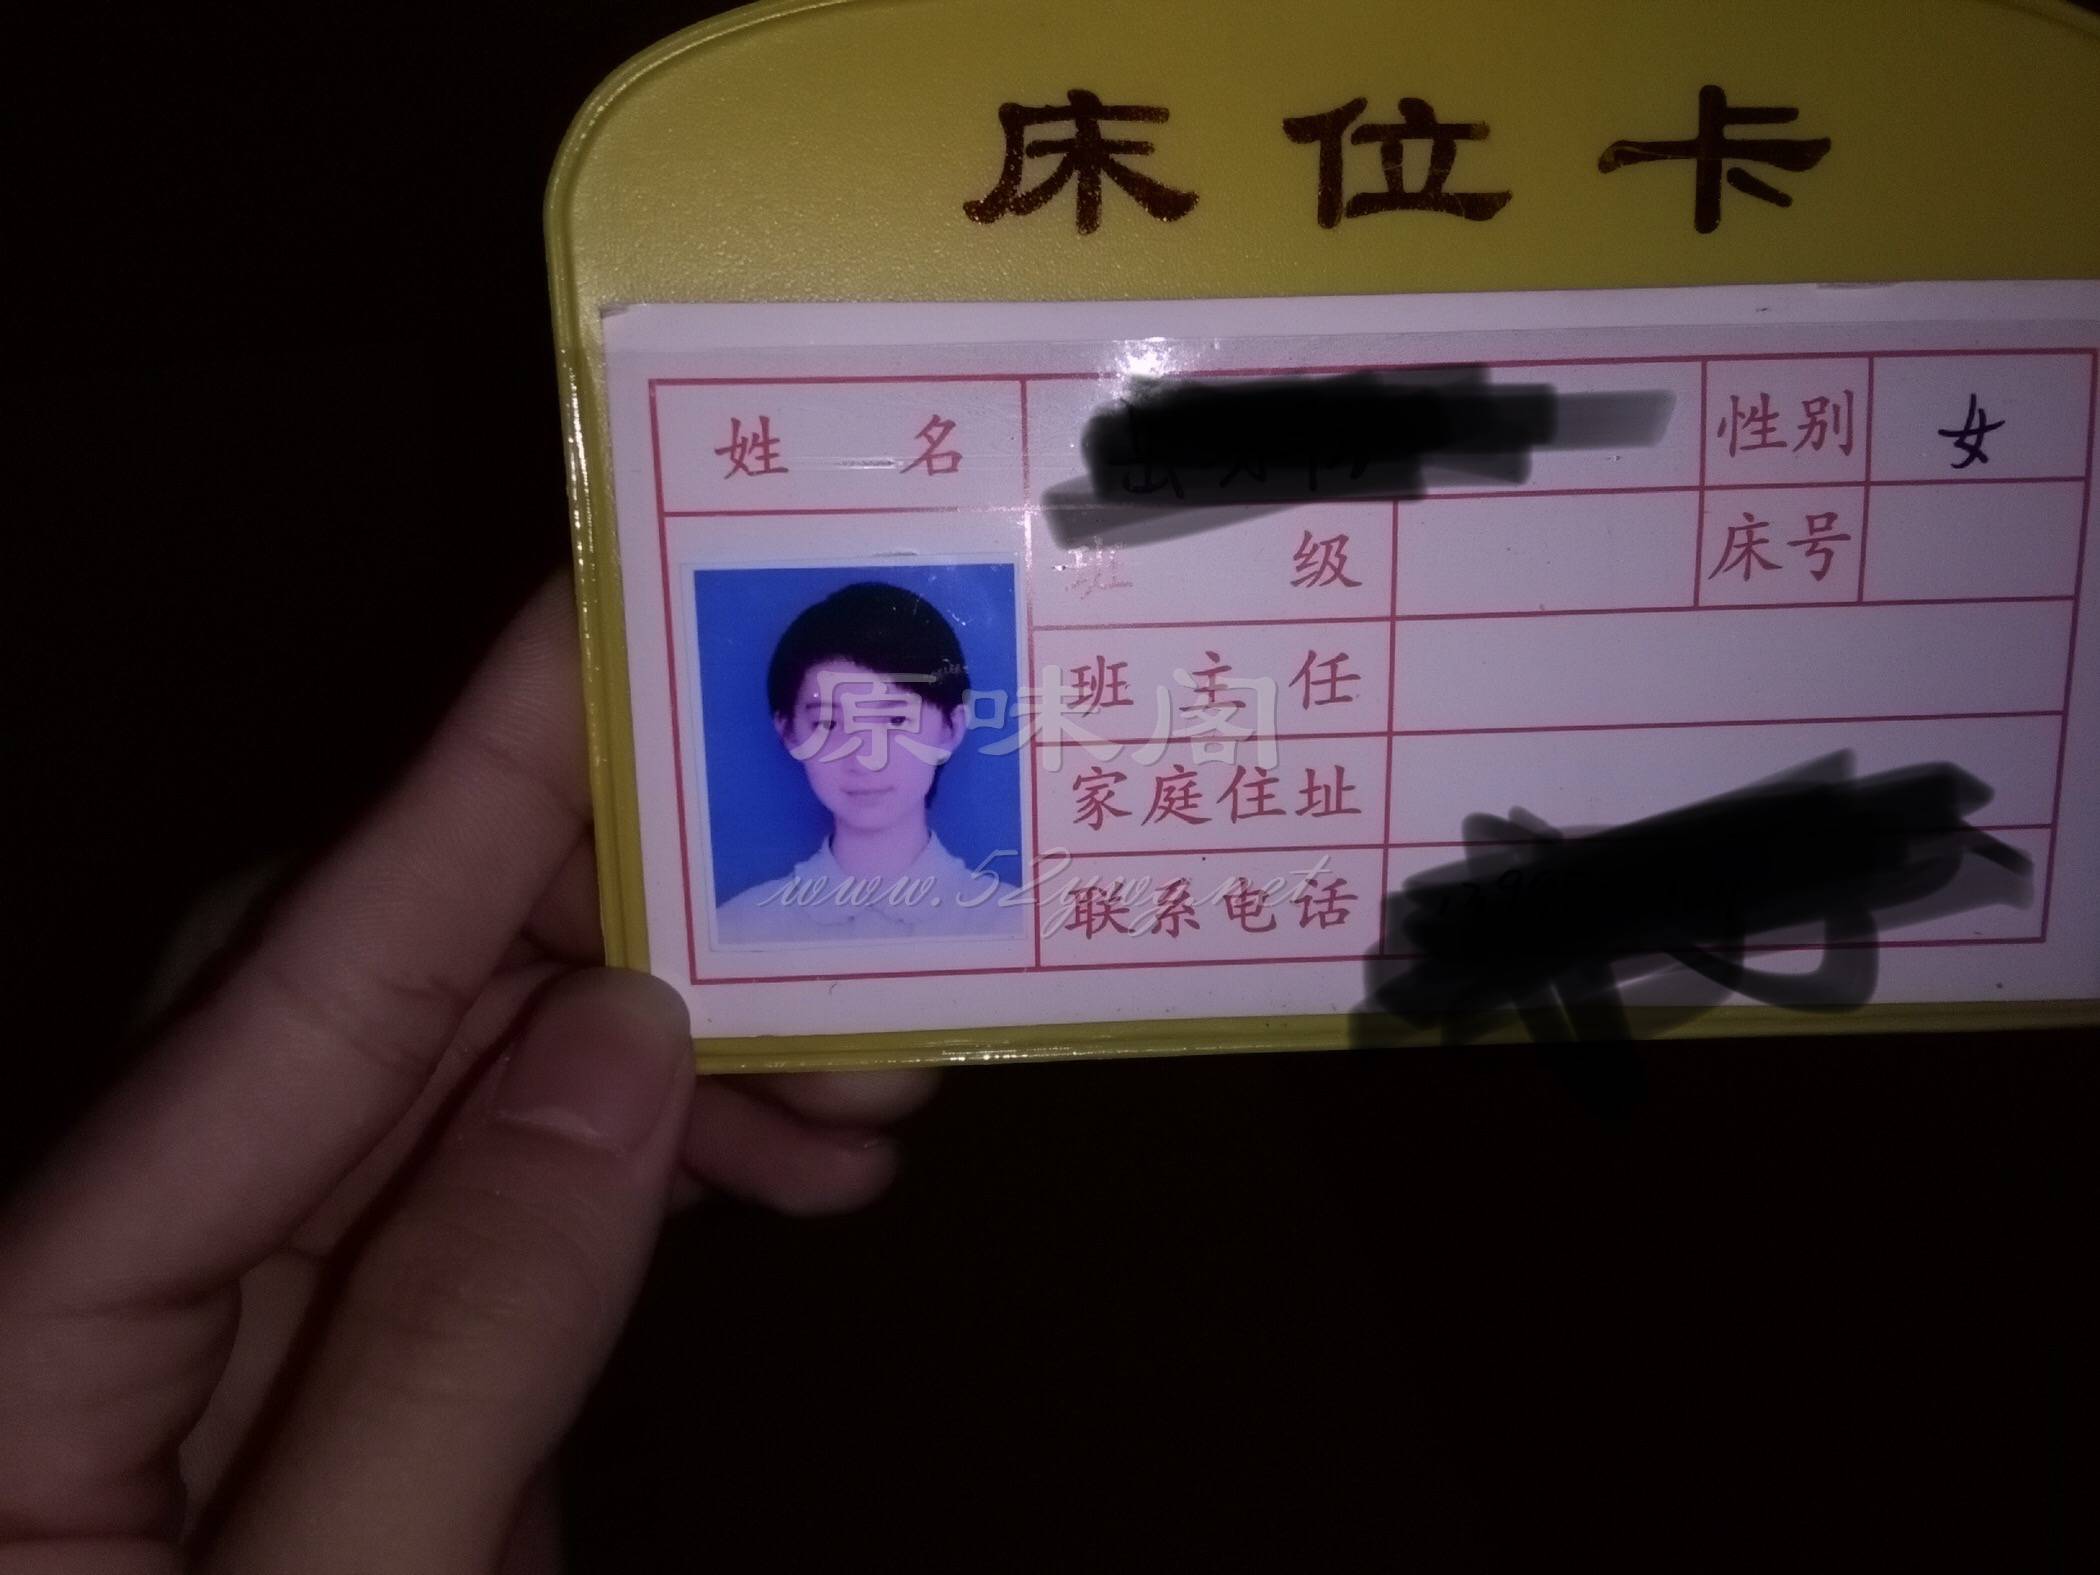 床位卡
姓 名
性别 女
级
床号
班主任
家庭住址
联系电话
原味阁
www.52ywg.net